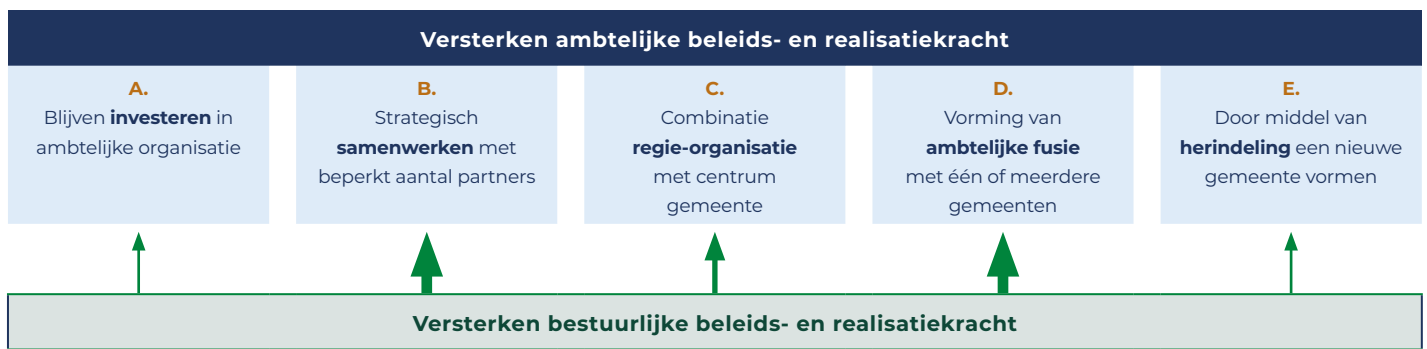 Versterken ambtelijke beleids- en realisatiekracht
A.
Blijven investeren in
ambtelijke organisatie
B.
Strategisch
samenwerken met
beperkt aantal partners
C.
Combinatie
regie-organisatie
met centrum
gemeente
D.
Vorming van
ambtelijke fusie
met één of meerdere
gemeenten
E.
Door middel van
herindeling een nieuwe
gemeente vormen
Versterken bestuurlijke beleids- en realisatiekracht